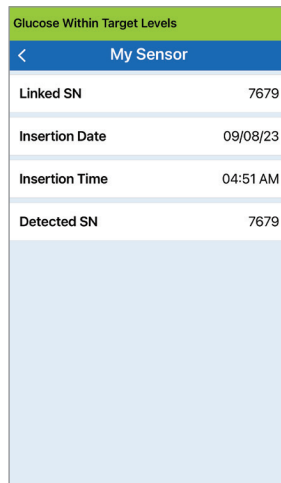 Glucose Within Target Levels
My Sensor
Linked SN 7679
Insertion Date 09/08/23
Insertion Time 04:51 AM
Detected SN 7679